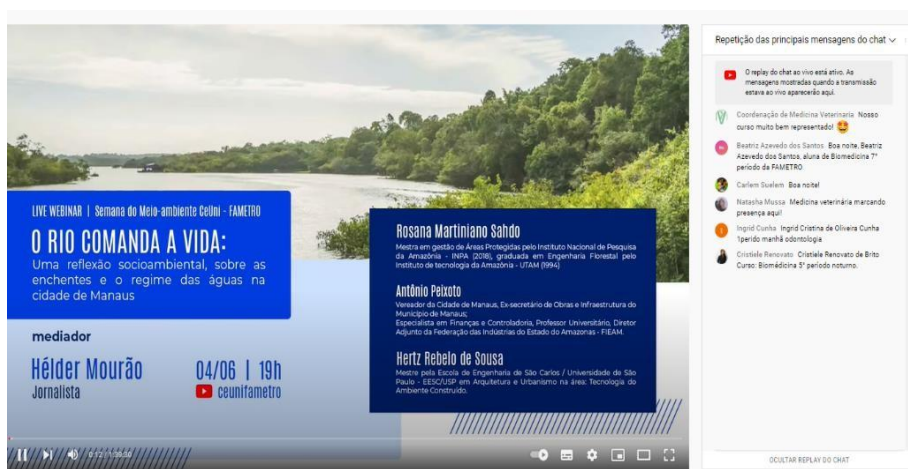 LIVE WEBINAR | Semana do Meio-ambiente CeUni - FAMETRO
O RIO COMANDA A VIDA:
Uma reflexão socioambiental, sobre as
enchentes e o regime das águas na
cidade de Manaus
mediador
Hélder Mourão
Jornalista
04/06 | 19h
ceunifametro
Rosana Martiniano Sahdo
Mestra em gestão de Áreas Protegidas pelo Instituto Nacional de Pesquisa
da Amazônia - INPA (2018), graduada em Engenharia Florestal pelo
Instituto de tecnologia da Amazônia - UTAM (1994)
Antônio Peixoto
Vereador da Cidade de Manaus, Ex-secretário de Obras e Infraestrutura do
Município de Manaus;
Especialista em Finanças e Controladoria, Professor Universitário, Diretor
Adjunto da Federação das Indústrias do Estado do Amazonas - FIEAM.
Hertz Rebelo de Sousa
Mestre pela Escola de Engenharia de São Carlos / Universidade de São
Paulo - EESC/USP em Arquitetura e Urbanismo na área: Tecnologia do
Ambiente Construído.
0:12 / 1:39:30
Repetição das principais mensagens do chat
O replay do chat ao vivo está ativo. As
mensagens mostradas quando a transmissão
estava ao vivo aparecerão aqui.
Coordenação de Medicina Veterinaria Nosso
curso muito bem representado!
Beatriz Azevedo dos Santos Boa noite, Beatriz
Azevedo dos Santos, aluna de Biomedicina 7°
período da FAMETRO
Carlem Suelem Boa noite!
Natasha Mussa Medicina veterinária marcando
presença aqui!
Ingrid Cunha Ingrid Cristina de Oliveira Cunha
1perido manhã odontologia
Cristiele Renovato Cristiele Renovato de Brito
Curso: Biomédicina 5° período noturno.
OCULTAR REPLAY DO CHAT